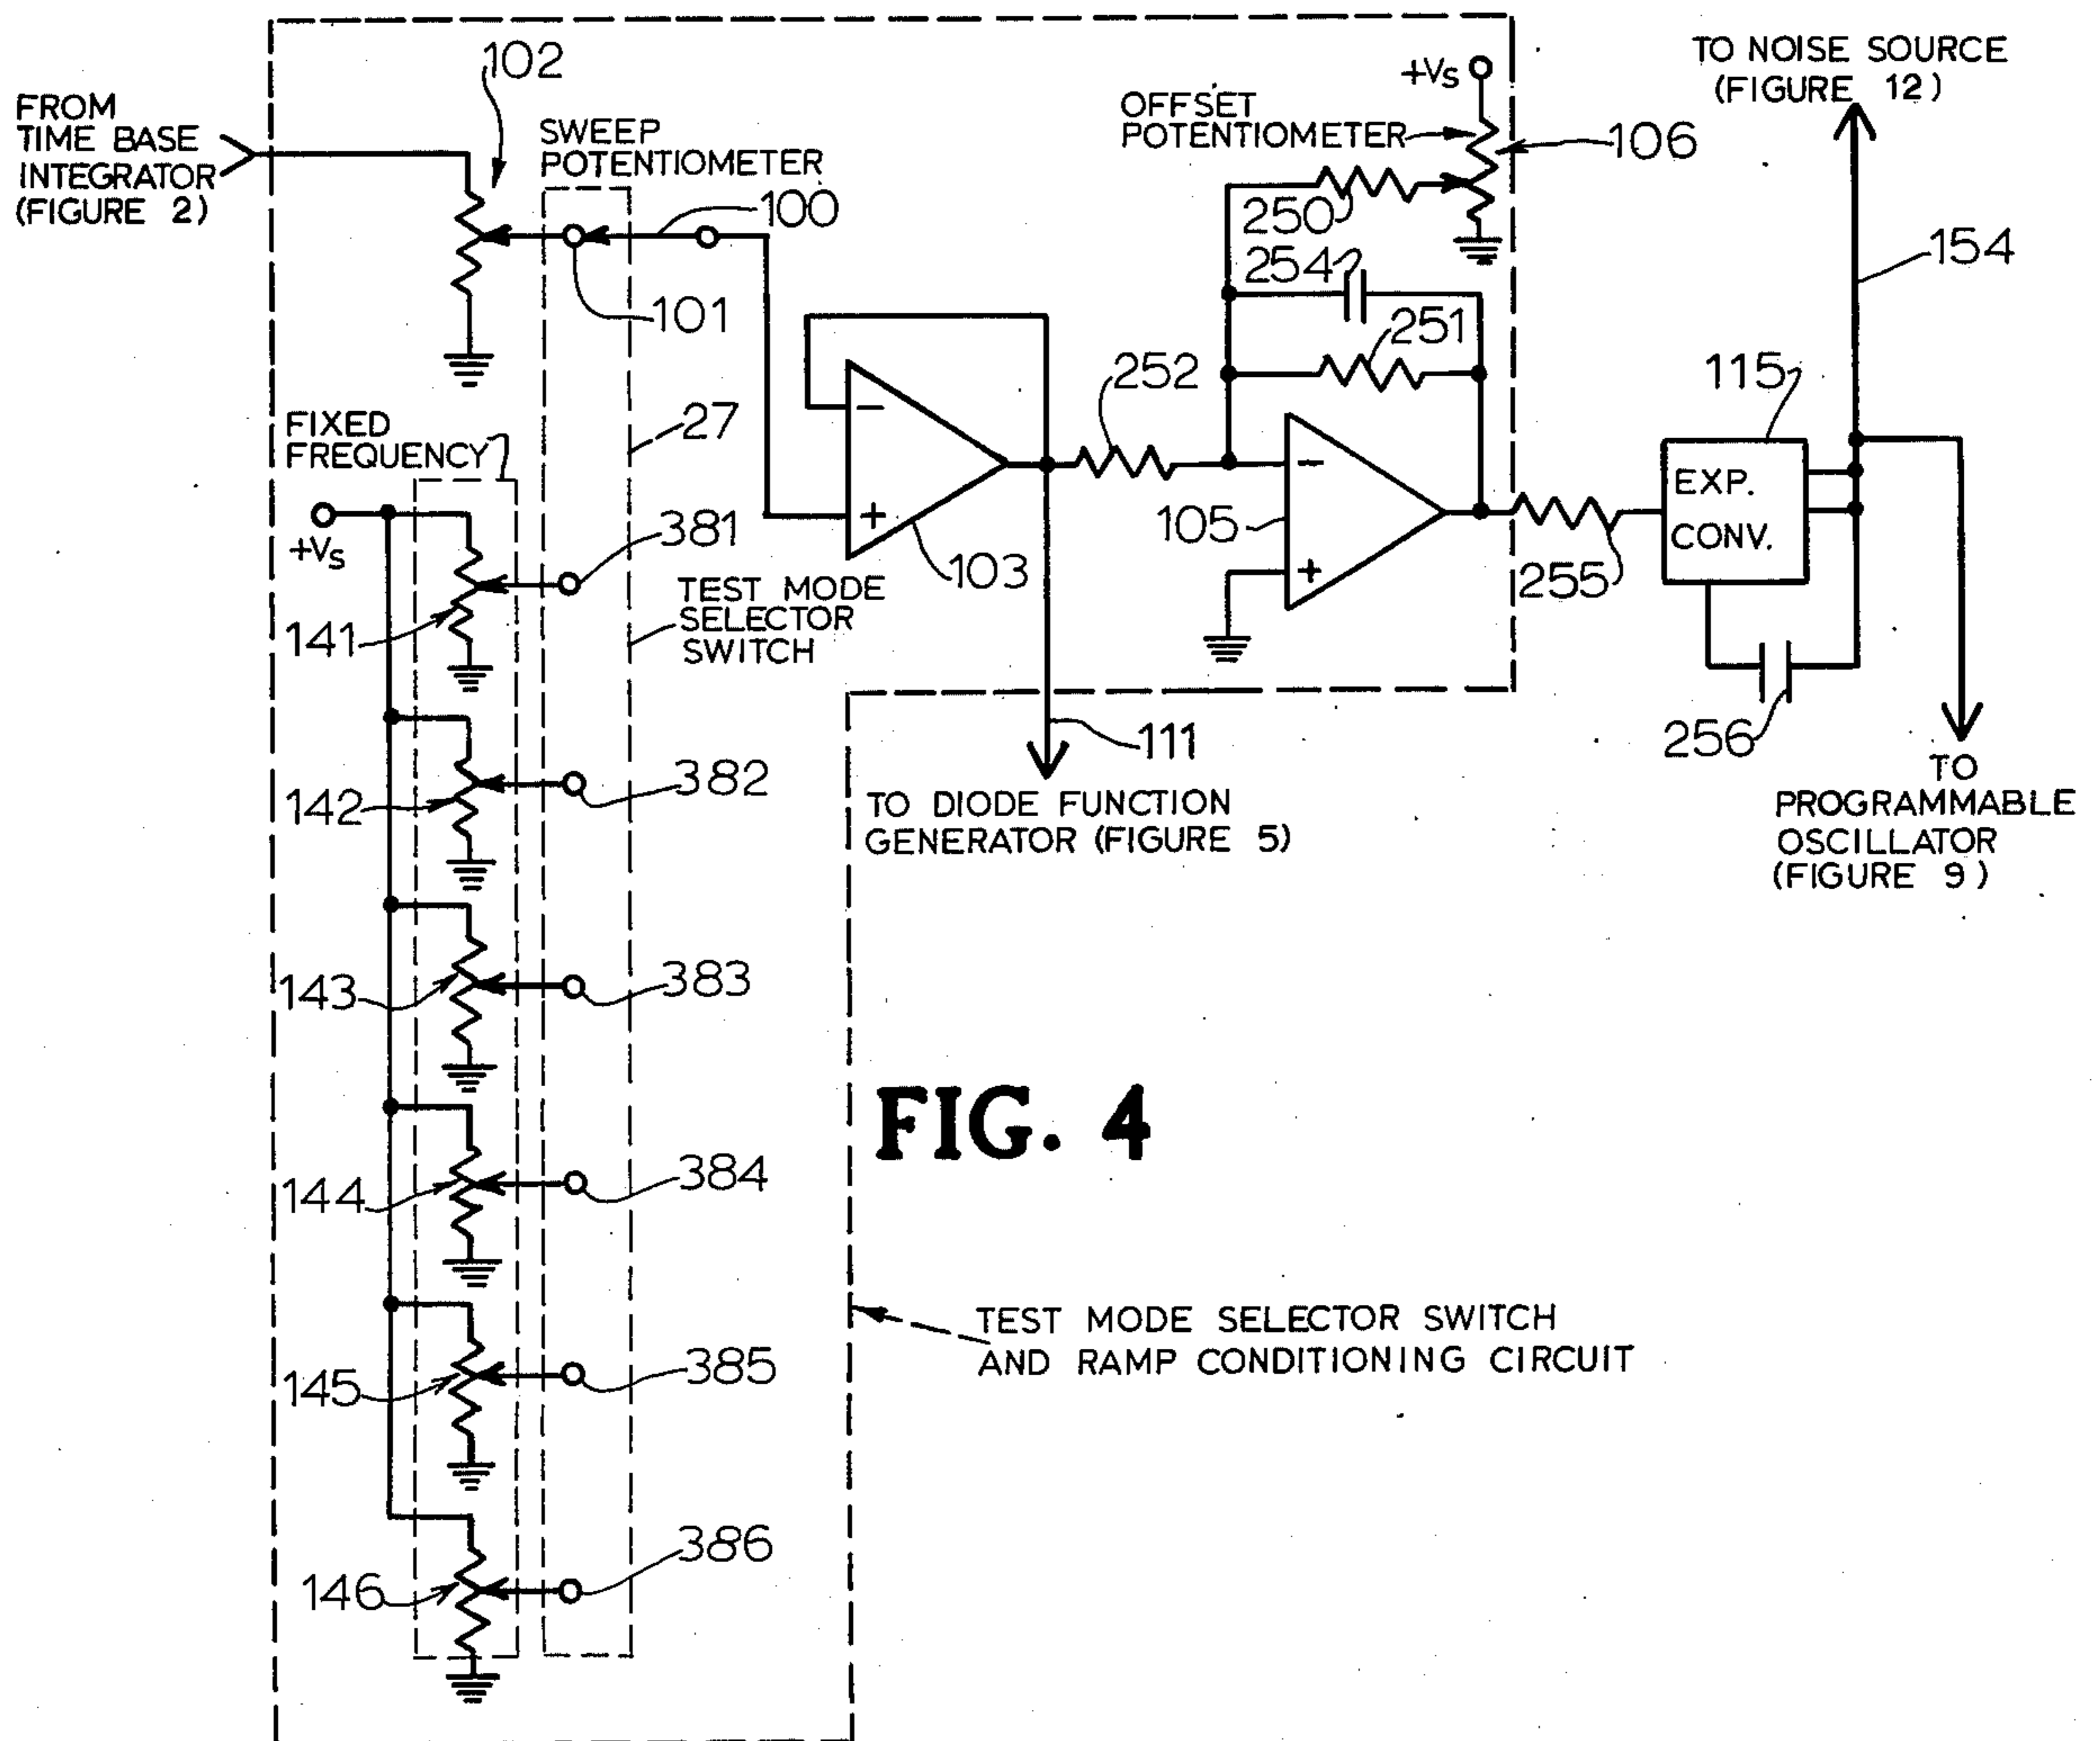 102
TO NOISE SOURCE
(FIGURE 12)
+Vs
FROM
TIME BASE
INTEGRATOR
(FIGURE 2)
SWEEP
POTENTIOMETER
OFFSET
POTENTIOMETER
106
100
250
101
254
154
251
252
115
27
FIXED
FREQUENCY
−
+
−
+
EXP.
CONV.
+Vs
381
103
105
255
141
TEST MODE
SELECTOR
SWITCH
111
256
142
382
TO DIODE FUNCTION
GENERATOR (FIGURE 5)
TO
PROGRAMMABLE
OSCILLATOR
(FIGURE 9)
143
383
FIG. 4
144
384
TEST MODE SELECTOR SWITCH
AND RAMP CONDITIONING CIRCUIT
145
385
146
386